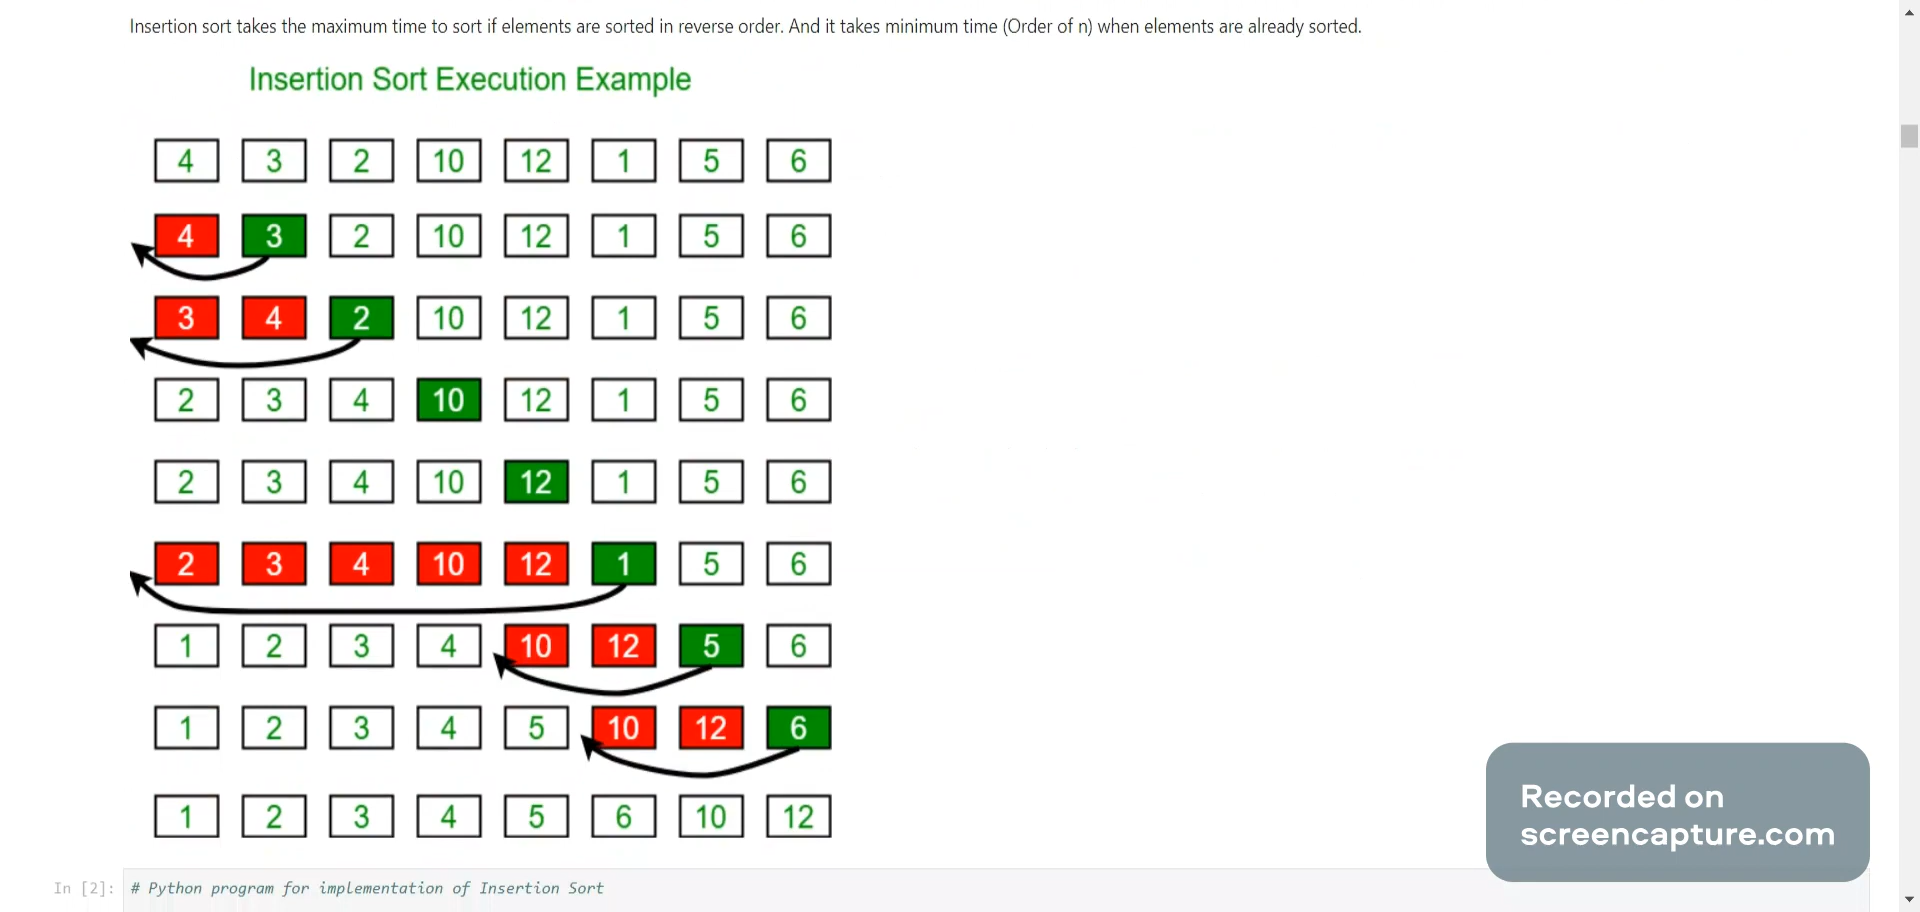 Insertion sort takes the maximum time to sort if elements are sorted in reverse order. And it takes minimum time (Order of n) when elements are already sorted.
Insertion Sort Execution Example
4 3 2 10 12 1 5 6
4 3 2 10 12 1 5 6
3 4 2 10 12 1 5 6
2 3 4 10 12 1 5 6
2 3 4 10 12 1 5 6
2 3 4 10 12 1 5 6
1 2 3 4 10 12 5 6
1 2 3 4 5 10 12 6
1 2 3 4 5 6 10 12
Recorded on
screencapture.com
In [2]: # Python program for implementation of Insertion Sort